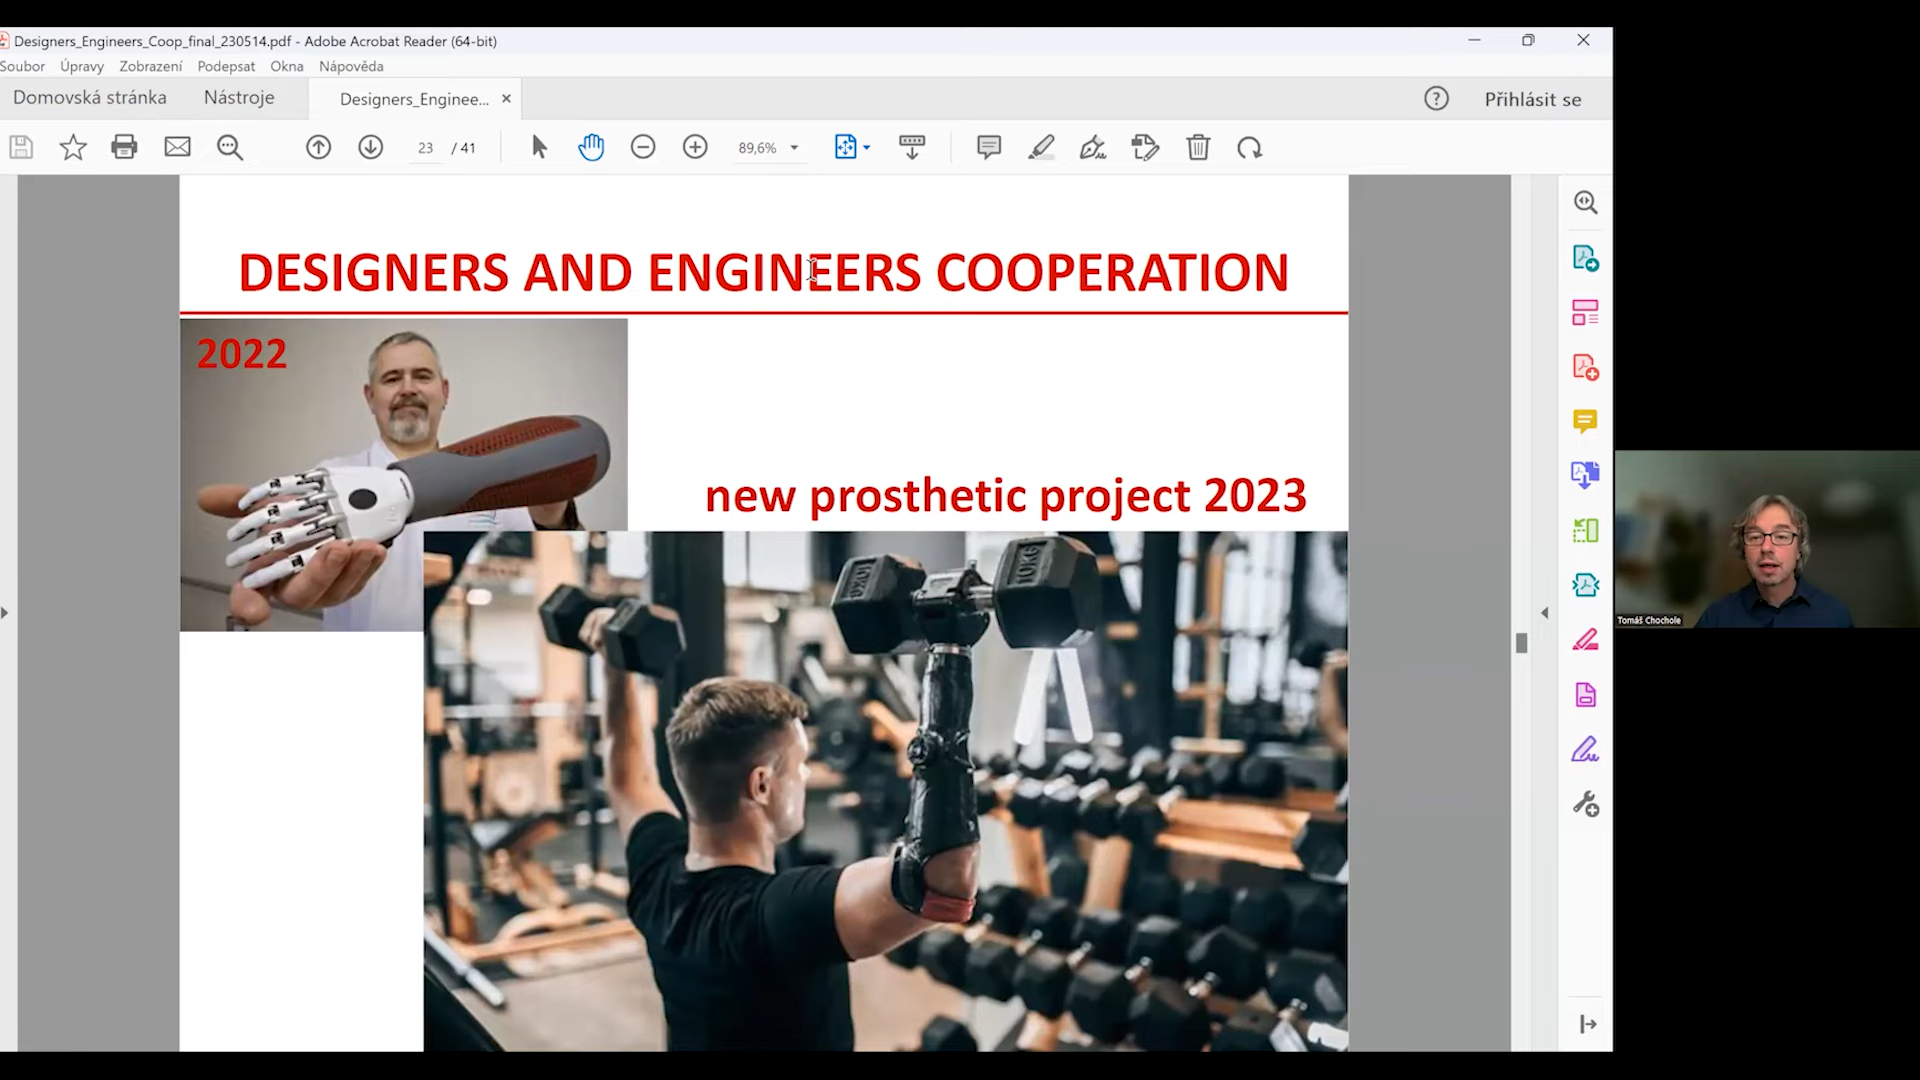 Designers_Engineers_Coop_final_230514.pdf - Adobe Acrobat Reader (64-bit)
Soubor Úpravy Zobrazení Podepsat Okna Nápověda
Domovská stránka Nástroje Designers_Enginee... Přihlásit se
23 / 41 89,6%
DESIGNERS AND ENGINEERS COOPERATION
2022
new prosthetic project 2023
10KG
10KG
Tomáš Chochole